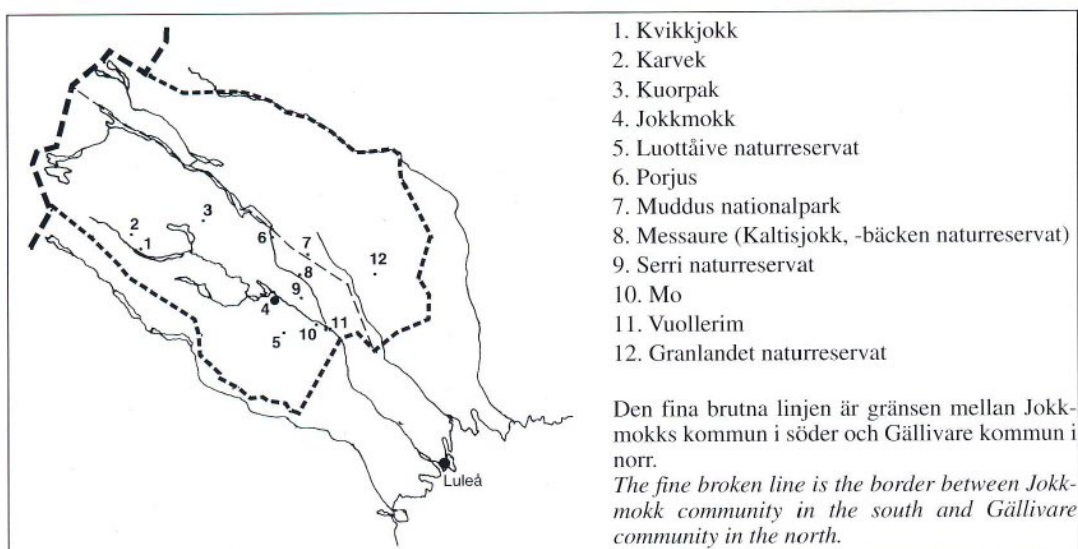 1. Kvikkjokk
2. Karvek
3. Kuorpak
4. Jokkmokk
5. Luottåive naturreservat
6. Porjus
7. Muddus nationalpark
8. Messaure (Kaltisjokk, -bäcken naturreservat)
9. Serri naturreservat
10. Mo
11. Vuollerim
12. Granlandet naturreservat
Den fina brutna linjen är gränsen mellan Jokk-
mokks kommun i söder och Gällivare kommun i
norr.
The fine broken line is the border between Jokk-
mokk community in the south and Gällivare
community in the north.
2
3
1
6
7
12
8
9
4
5
10
11
Luleå